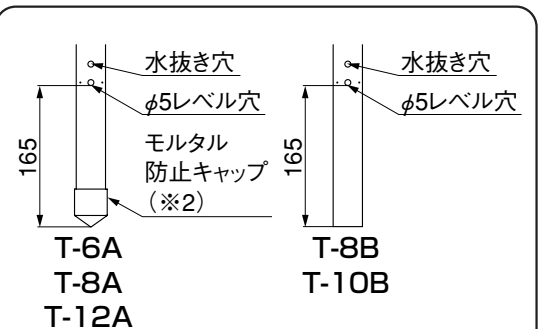 水抜き穴
φ5レベル穴
165
モルタル
防止キャップ
(※2)
T-6A
T-8A
T-12A
水抜き穴
φ5レベル穴
165
T-8B
T-10B